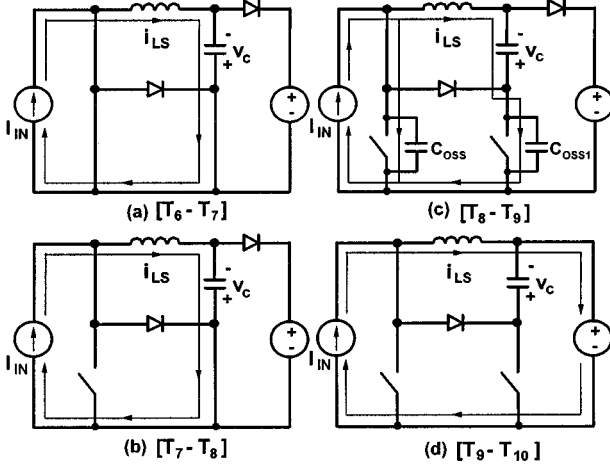 i_LS
- v_C +
I_IN
+ -
(a) [T_6 - T_7]
i_LS
- v_C +
I_IN
C_OSS
C_OSS1
+ -
(c) [T_8 - T_9]
i_LS
- v_C +
I_IN
+ -
(b) [T_7 - T_8]
i_LS
- v_C +
I_IN
+ -
(d) [T_9 - T_10]